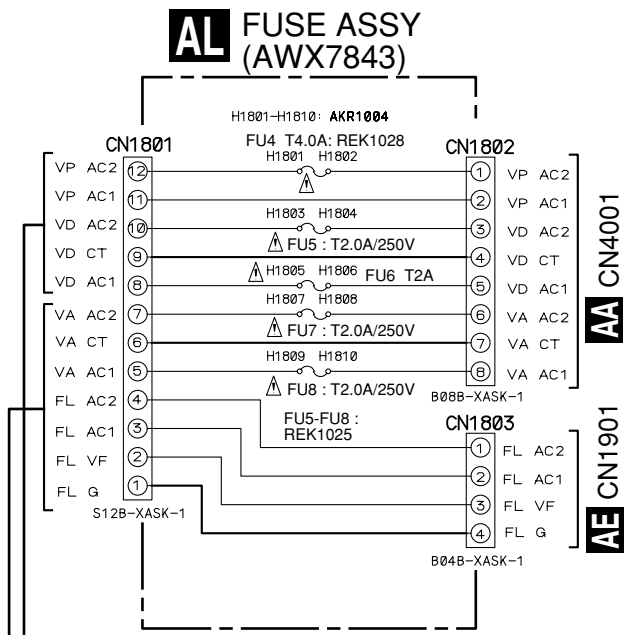 AL FUSE ASSY
(AWX7843)
H1801-H1810: AKR1004
FU4 T4.0A: REK1028
CN1801
H1801 H1802
CN1802
VP AC2 12
1 VP AC2
VP AC1 11
2 VP AC1
H1803 H1804
VD AC2 10
3 VD AC2
FU5 : T2.0A/250V
VD CT 9
4 VD CT
H1805 H1806 FU6 T2A
VD AC1 8
5 VD AC1
H1807 H1808
VA AC2 7
6 VA AC2
FU7 : T2.0A/250V
VA CT 6
7 VA CT
H1809 H1810
VA AC1 5
8 VA AC1
FU8 : T2.0A/250V
B08B-XASK-1
AA CN4001
FL AC2 4
FU5-FU8 :
REK1025
CN1803
FL AC1 3
1 FL AC2
FL VF 2
2 FL AC1
FL G 1
3 FL VF
S12B-XASK-1
4 FL G
B04B-XASK-1
AE CN1901